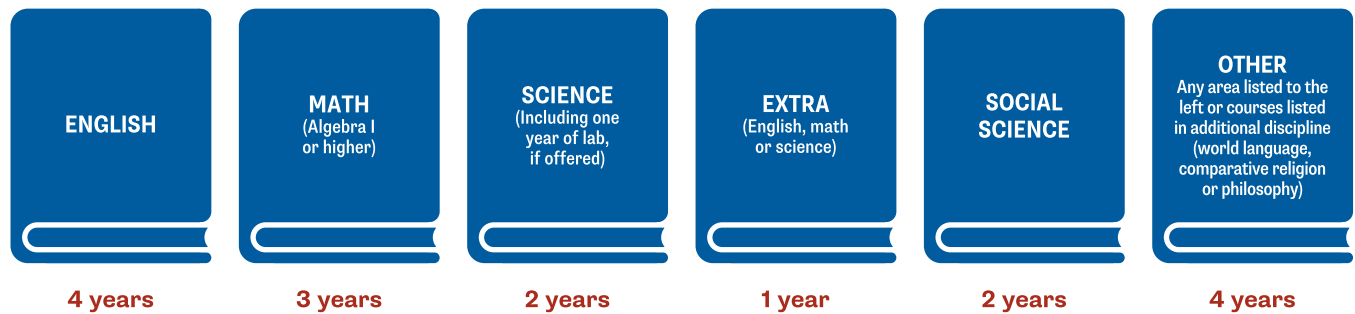 ENGLISH
4 years
MATH
(Algebra I
or higher)
3 years
SCIENCE
(Including one
year of lab,
if offered)
2 years
EXTRA
(English, math
or science)
1 year
SOCIAL
SCIENCE
2 years
OTHER
Any area listed to the
left or courses listed
in additional discipline
(world language,
comparative religion
or philosophy)
4 years